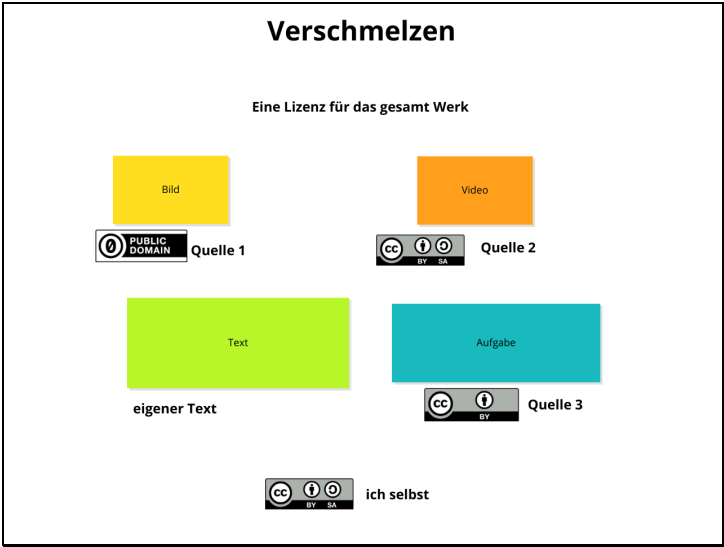 Verschmelzen
Eine Lizenz für das gesamt Werk
Bild
Video
PUBLIC
DOMAIN
Quelle 1
cc
BY SA
Quelle 2
Text
Aufgabe
eigener Text
cc
BY
Quelle 3
cc
BY SA
ich selbst